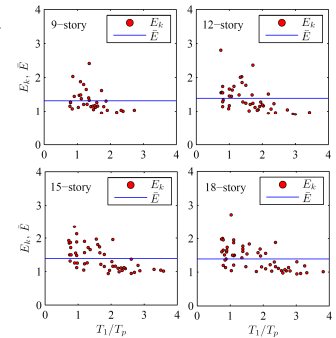 9−story
E_k
Ē
12−story
E_k
Ē
E_k, Ē
4
3
2
1
0
0 1 2 3 4
4
3
2
1
0
0 1 2 3 4
15−story
E_k
Ē
18−story
E_k
Ē
E_k, Ē
4
3
2
1
0
0 1 2 3 4
4
3
2
1
0
0 1 2 3 4
T_1/T_p
T_1/T_p